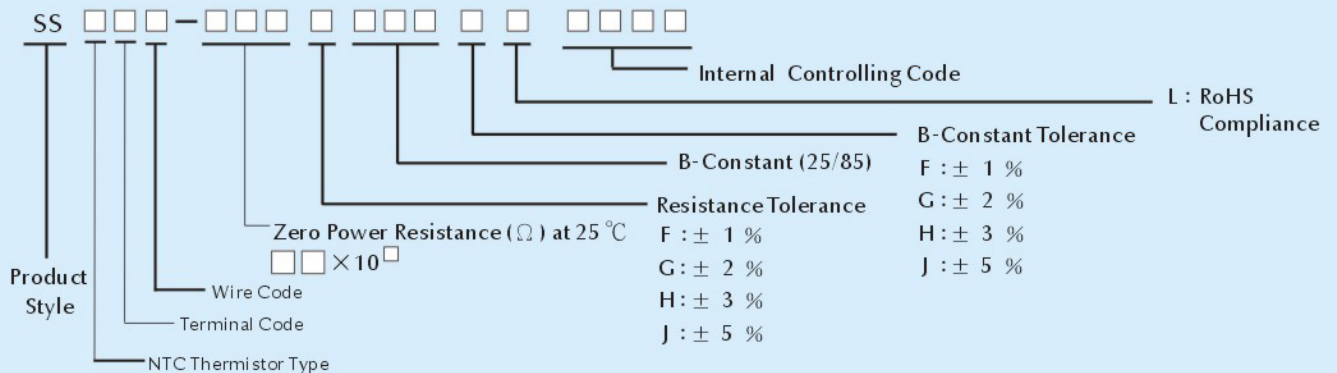 SS □□□-□□□ □ □□□ □ □ □□□□
Internal Controlling Code
L : RoHS
Compliance
B-Constant Tolerance
F : ± 1 %
G : ± 2 %
H : ± 3 %
J : ± 5 %
B-Constant (25/85)
Resistance Tolerance
F : ± 1 %
G : ± 2 %
H : ± 3 %
J : ± 5 %
Zero Power Resistance (Ω) at 25 ℃
□□ ×10□
Product
Style
Wire Code
Terminal Code
NTC Thermistor Type